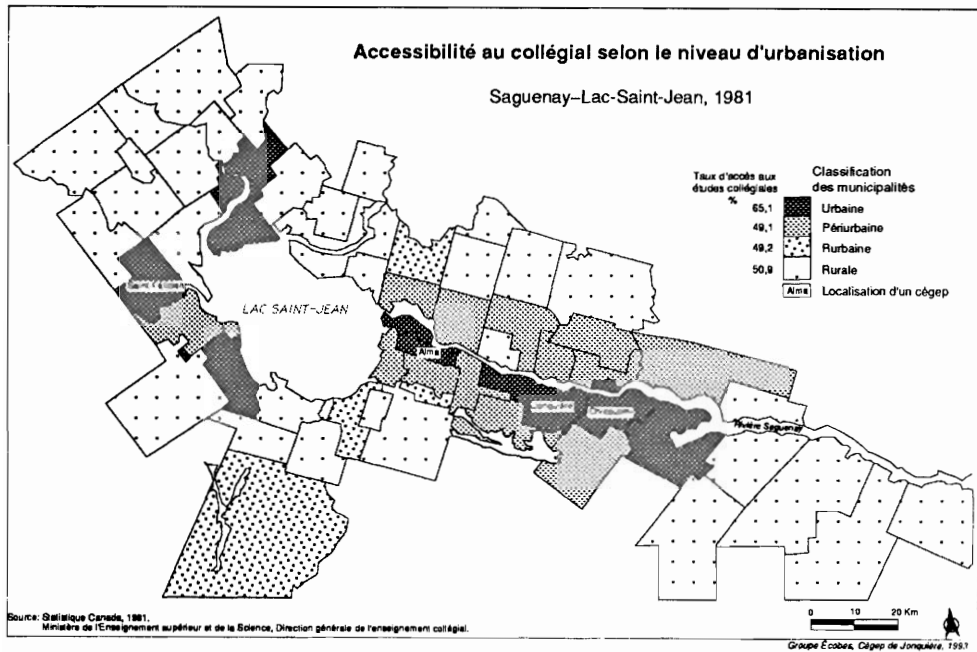 Accessibilité au collégial selon le niveau d'urbanisation
Saguenay–Lac-Saint-Jean, 1981
Taux d'accès aux
études collégiales
%
Classification
des municipalités
65,1 Urbaine
49,1 Périurbaine
49,2 Rurbaine
50,9 Rurale
Alma Localisation d'un cégep
LAC SAINT-JEAN
Alma
Jonquière
Rivière Saguenay
0 10 20 Km
Source: Statistique Canada, 1981.
Ministère de l'Enseignement supérieur et de la Science, Direction générale de l'enseignement collégial.
Groupe Écobes, Cégep de Jonquière, 1993